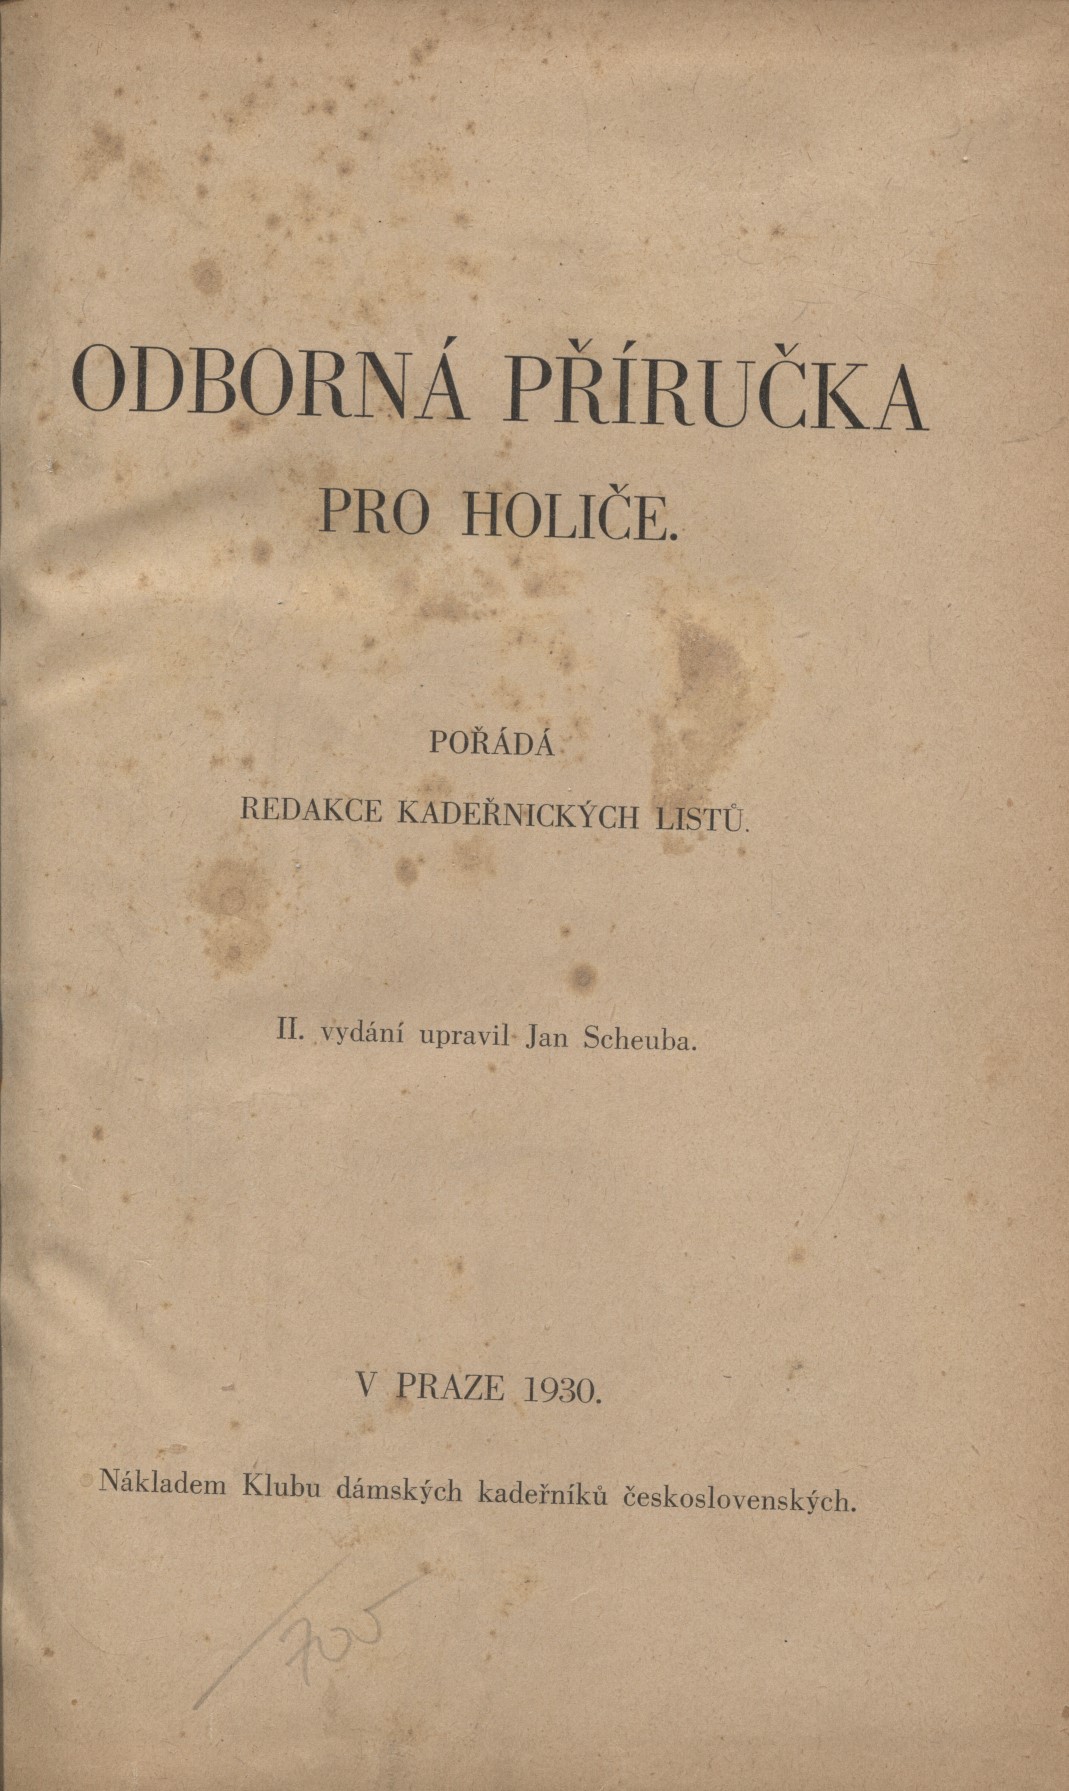 ODBORNÁ PŘÍRUČKA
PRO HOLIČE.
POŘÁDÁ
REDAKCE KADEŘNICKÝCH LISTŮ.
II. vydání upravil Jan Scheuba.
V PRAZE 1930.
Nákladem Klubu dámských kadeřníků československých.